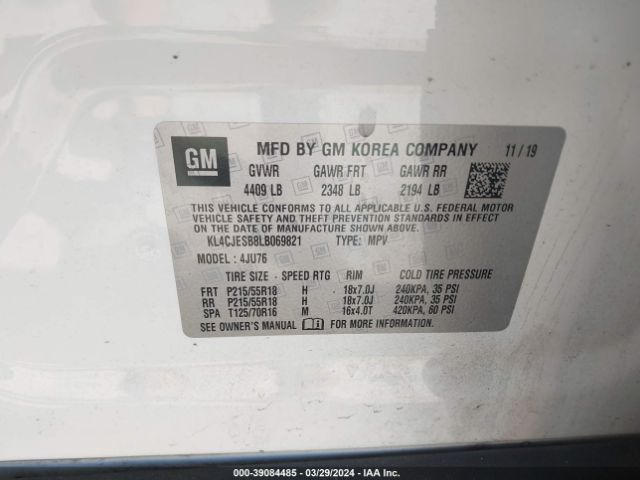 GM
MFD BY GM KOREA COMPANY 11/19
GVWR GAWR FRT GAWR RR
4409 LB 2348 LB 2194 LB
THIS VEHICLE CONFORMS TO ALL APPLICABLE U.S. FEDERAL MOTOR
VEHICLE SAFETY AND THEFT PREVENTION STANDARDS IN EFFECT
ON THE DATE OF MANUFACTURE SHOWN ABOVE.
KL4CJESB8LB069821 TYPE: MPV
MODEL: 4JU76
TIRE SIZE - SPEED RTG RIM COLD TIRE PRESSURE
FRT P215/55R18 H 18x7.0J 240KPA, 35 PSI
RR P215/55R18 H 18x7.0J 240KPA, 35 PSI
SPA T125/70R16 M 16x4.0T 420KPA, 60 PSI
SEE OWNER'S MANUAL FOR MORE INFORMATION.
000-39084485 - 03/29/2024 - IAA Inc.